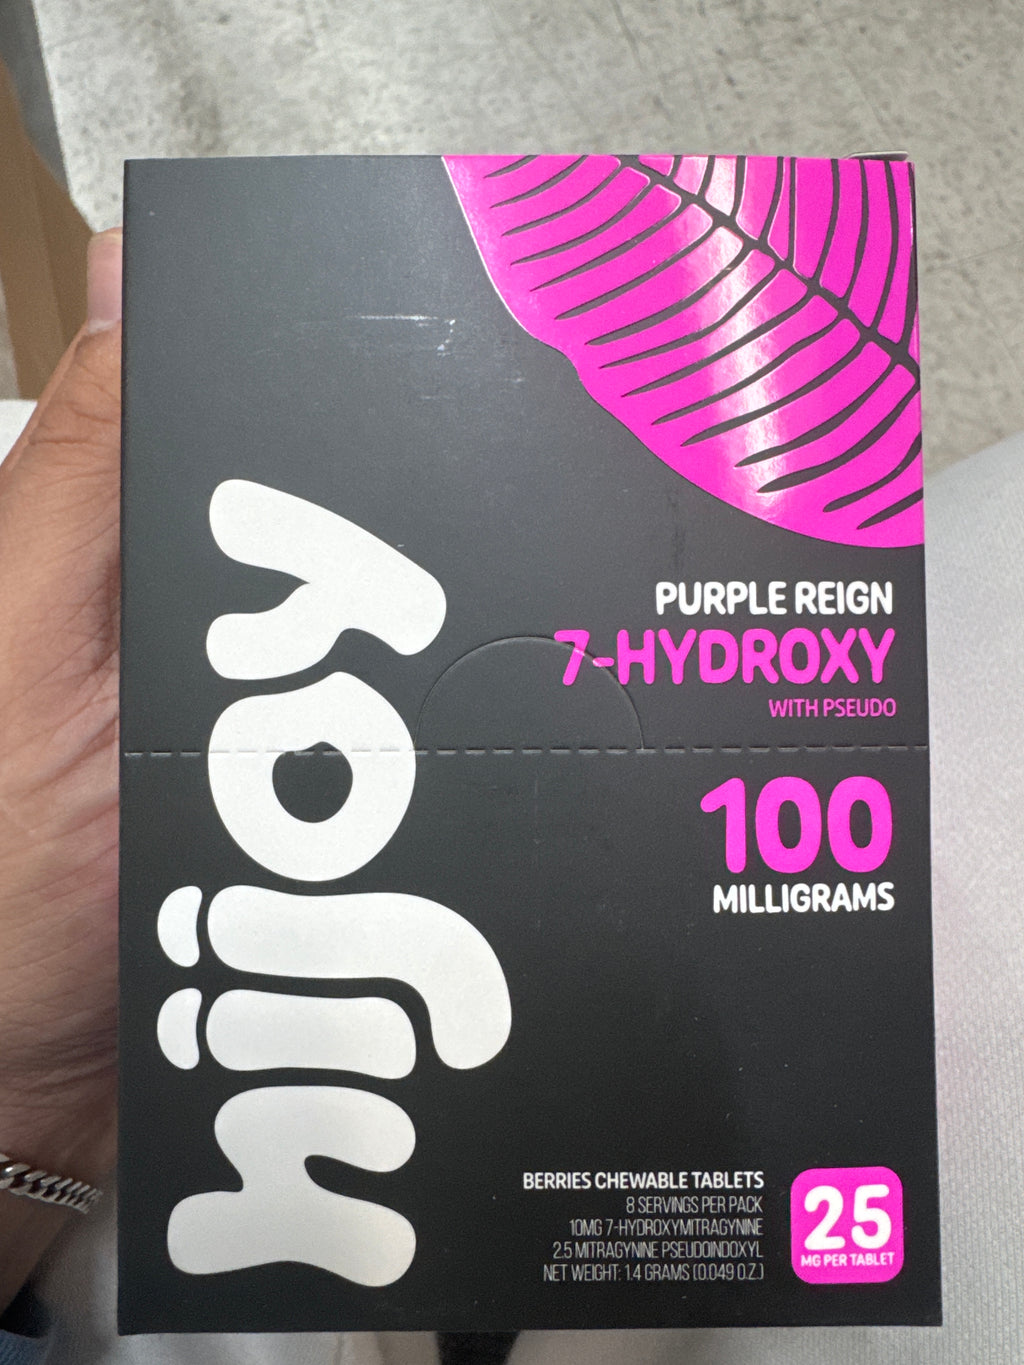 hijoy
PURPLE REIGN
7-HYDROXY
WITH PSEUDO
100
MILLIGRAMS
BERRIES CHEWABLE TABLETS
8 SERVINGS PER PACK
10MG 7-HYDROXYMITRAGYNINE
2.5 MITRAGYNINE PSEUDOINDOXYL
NET WEIGHT: 1.4 GRAMS (0.049 O.Z.)
25
MG PER TABLET